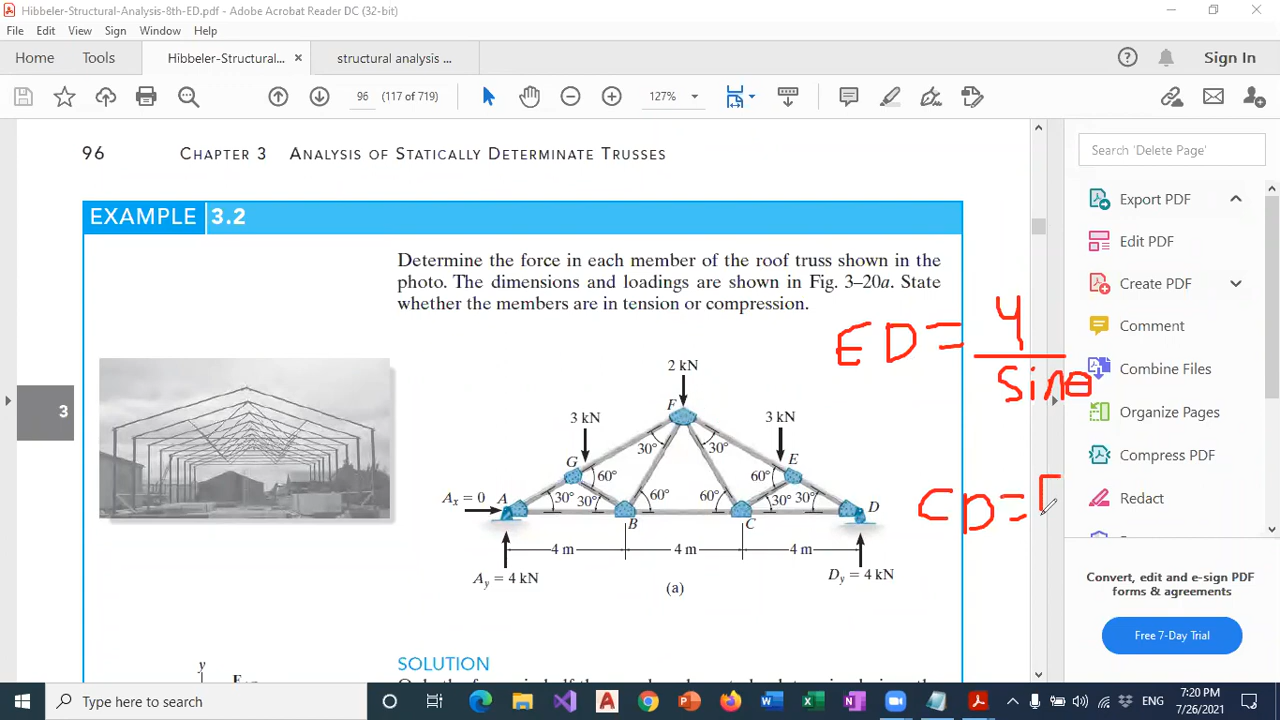 Hibbeler-Structural-Analysis-8th-ED.pdf - Adobe Acrobat Reader DC (32-bit)
File Edit View Sign Window Help
Home Tools Hibbeler-Structural... × structural analysis ... Sign In
96 (117 of 719) 127%
96 CHAPTER 3 ANALYSIS OF STATICALLY DETERMINATE TRUSSES
Search 'Delete Page'
EXAMPLE 3.2
Export PDF
Edit PDF
Create PDF
Comment
Combine Files
Organize Pages
Compress PDF
Redact
Convert, edit and e-sign PDF
forms & agreements
Free 7-Day Trial
Determine the force in each member of the roof truss shown in the
photo. The dimensions and loadings are shown in Fig. 3–20a. State
whether the members are in tension or compression.
ED = 4
sinθ
CD =
3
2 kN
F
3 kN 3 kN
30° 30°
G E
60° 60°
Ax = 0 A 30° 30° 60° 60° 30° 30° D
B C
4 m 4 m 4 m
Ay = 4 kN Dy = 4 kN
(a)
SOLUTION
y
Type here to search
ENG 7:20 PM
7/26/2021